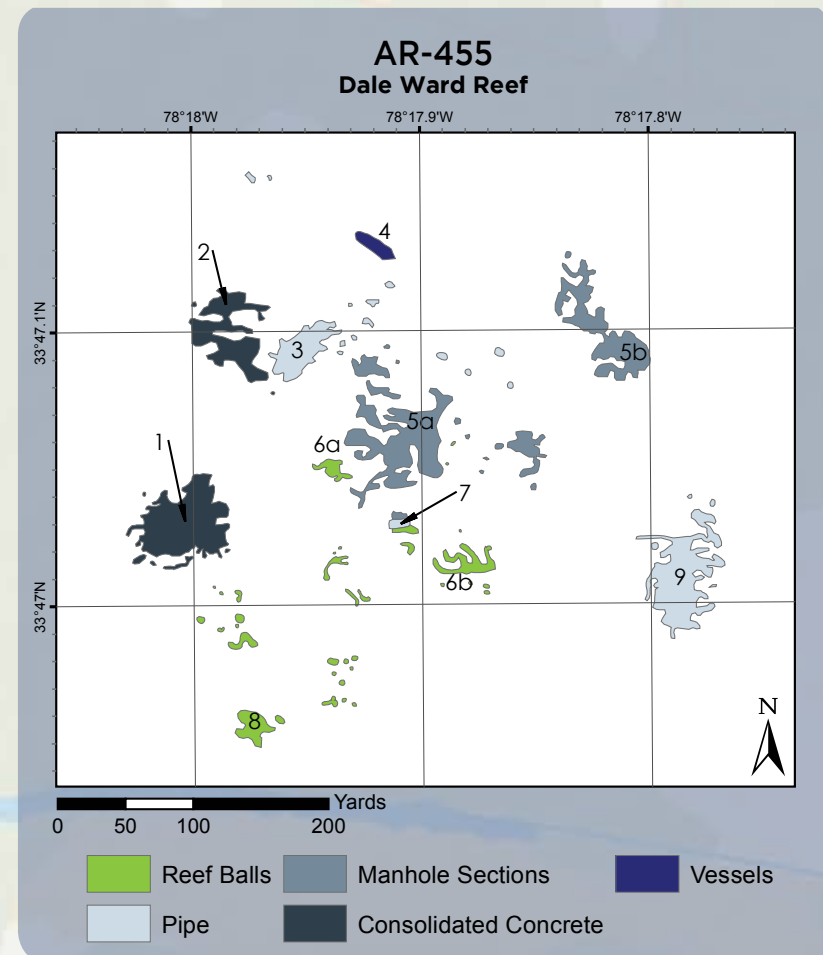 AR-455
Dale Ward Reef
78°18'W 78°17.9'W 78°17.8'W
4
2
33°47.1'N
3
5b
5a
6a
1
7
6b
9
33°47'N
8
N
Yards
0 50 100 200
Reef Balls Manhole Sections Vessels
Pipe Consolidated Concrete